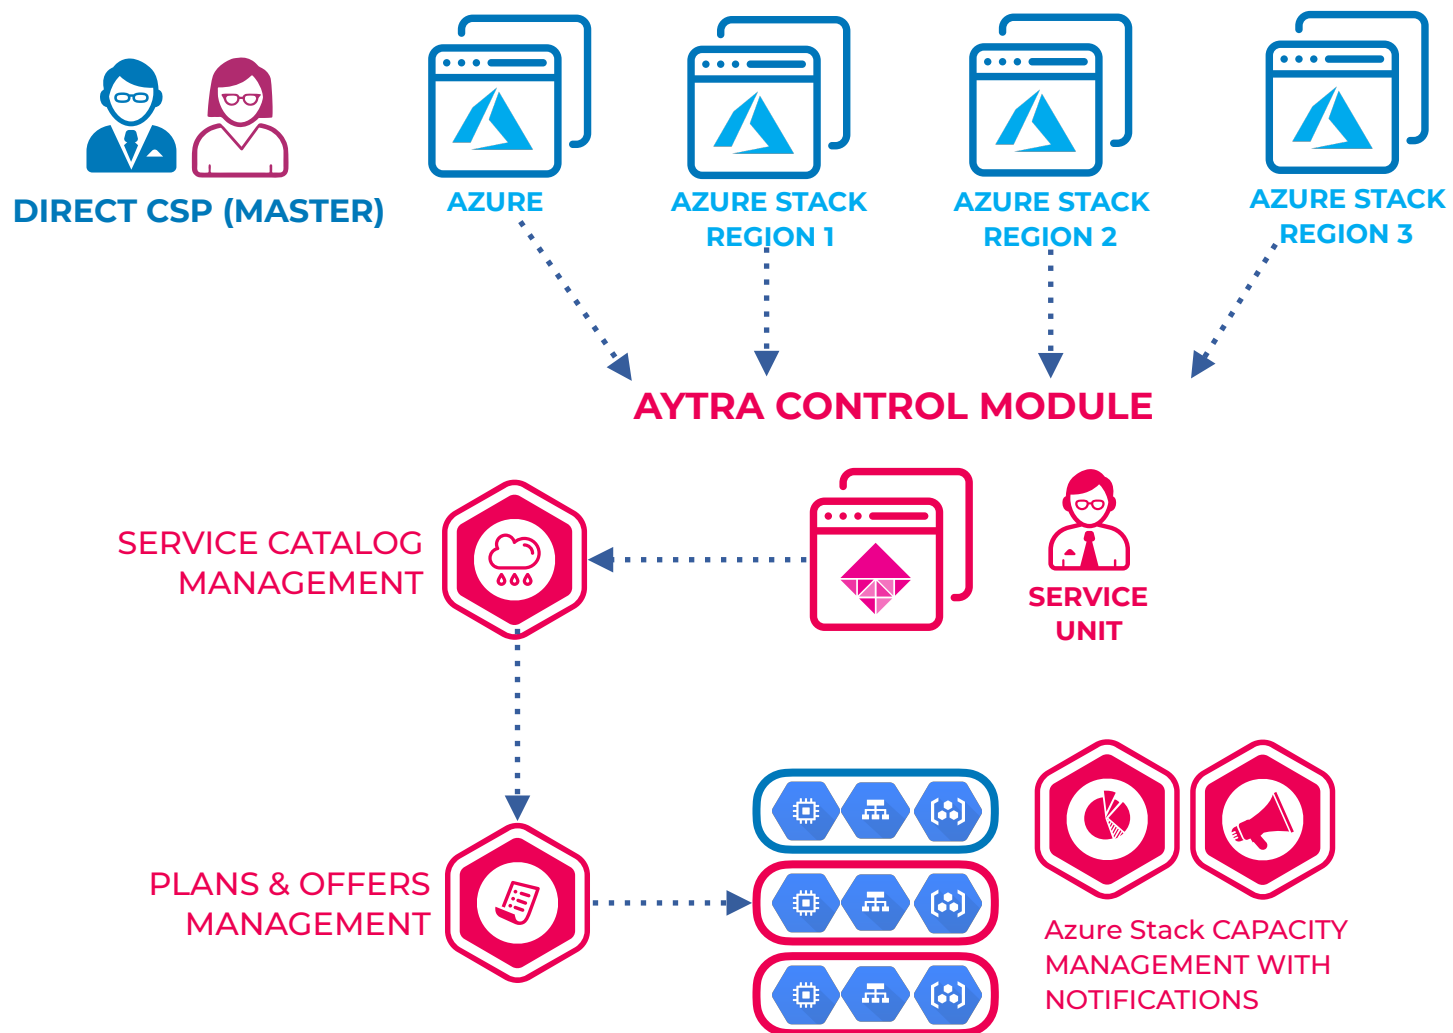 DIRECT CSP (MASTER)
AZURE
AZURE STACK
REGION 1
AZURE STACK
REGION 2
AZURE STACK
REGION 3
AYTRA CONTROL MODULE
SERVICE CATALOG
MANAGEMENT
SERVICE
UNIT
PLANS & OFFERS
MANAGEMENT
Azure Stack CAPACITY
MANAGEMENT WITH
NOTIFICATIONS